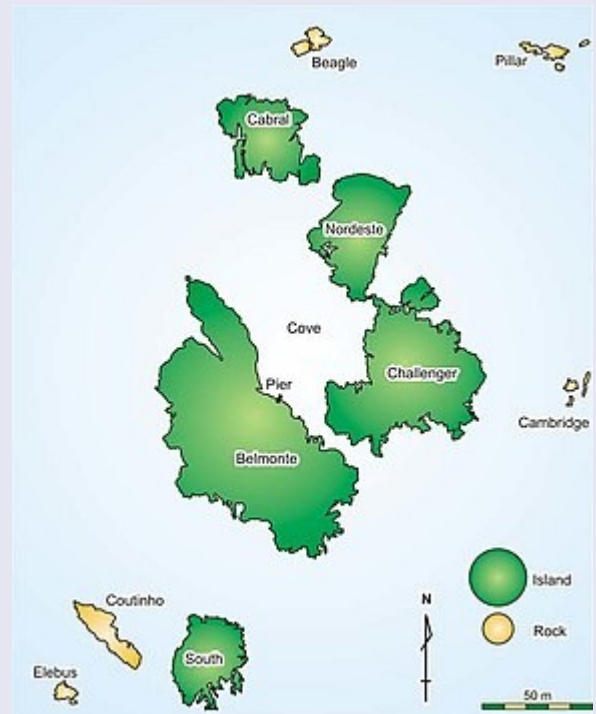 Beagle
Pillar
Cabral
Nordeste
Cove
Challenger
Pier
Cambridge
Belmonte
Island
Coutinho
N
Rock
South
Elebus
50 m